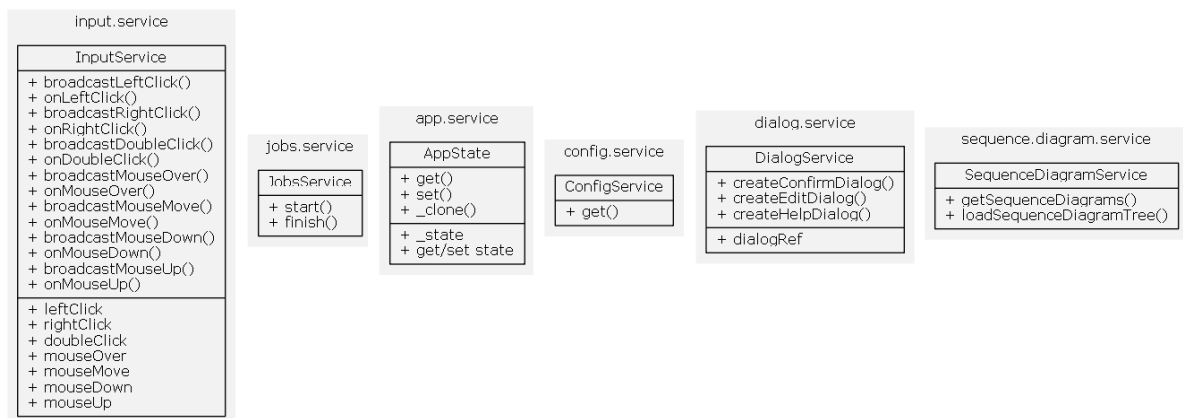 input.service
InputService
+ broadcastLeftClick()
+ onLeftClick()
+ broadcastRightClick()
+ onRightClick()
+ broadcastDoubleClick()
+ onDoubleClick()
+ broadcastMouseOver()
+ onMouseOver()
+ broadcastMouseMove()
+ onMouseMove()
+ broadcastMouseDown()
+ onMouseDown()
+ broadcastMouseUp()
+ onMouseUp()
+ leftClick
+ rightClick
+ doubleClick
+ mouseOver
+ mouseMove
+ mouseDown
+ mouseUp
jobs.service
JobsService
+ start()
+ finish()
app.service
AppState
+ get()
+ set()
+ _clone()
+ _state
+ get/set state
config.service
ConfigService
+ get()
dialog.service
DialogService
+ createConfirmDialog()
+ createEditDialog()
+ createHelpDialog()
+ dialogRef
sequence.diagram.service
SequenceDiagramService
+ getSequenceDiagrams()
+ loadSequenceDiagramTree()